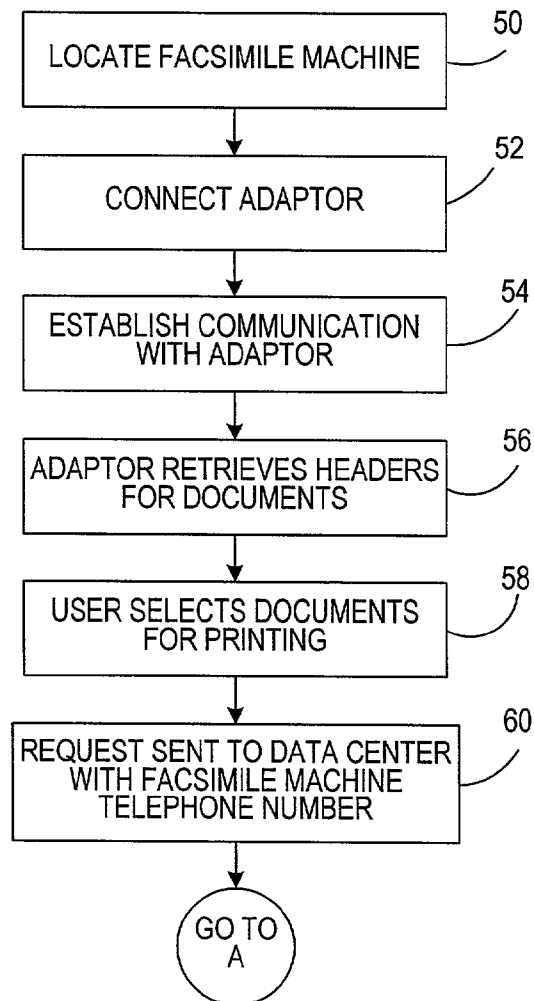 50
LOCATE FACSIMILE MACHINE
52
CONNECT ADAPTOR
54
ESTABLISH COMMUNICATION
WITH ADAPTOR
56
ADAPTOR RETRIEVES HEADERS
FOR DOCUMENTS
58
USER SELECTS DOCUMENTS
FOR PRINTING
60
REQUEST SENT TO DATA CENTER
WITH FACSIMILE MACHINE
TELEPHONE NUMBER
GO TO
A